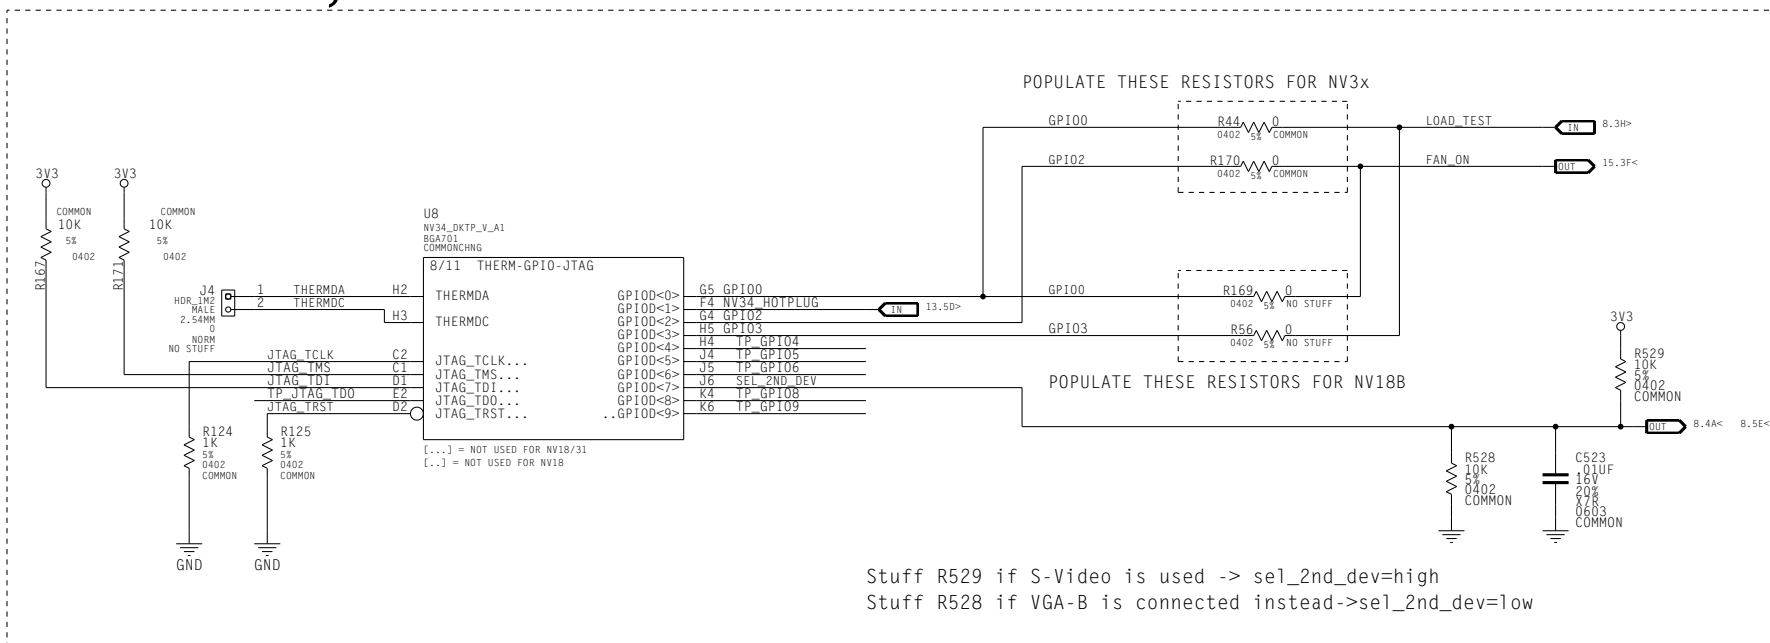 POPULATE THESE RESISTORS FOR NV3x
GPIO0 R44 0 LOAD_TEST IN 8.3H>
0402 5% COMMON
GPIO2 R170 0 FAN_ON OUT 15.3F<
0402 5% COMMON
3V3 3V3
COMMON COMMON
10K 10K
5% 5%
0402 0402
R167 R171
U8
NV34_DKTP_V_A1
BGA701
COMMONCHNG
8/11 THERM-GPIO-JTAG
J4
HDR_1M2
MALE
2.54MM
0
NORM
NO STUFF
1 THERMDA H2 THERMDA
2 THERMDC H3 THERMDC
JTAG_TCLK C2 JTAG_TCLK...
JTAG_TMS C1 JTAG_TMS...
JTAG_TDI D1 JTAG_TDI...
TP_JTAG_TDO E2 JTAG_TDO...
JTAG_TRST D2 JTAG_TRST...
GPIOD<0> G5 GPIO0
GPIOD<1> F4 NV34_HOTPLUG IN 13.5D>
GPIOD<2> G4 GPIO2
GPIOD<3> H5 GPIO3
GPIOD<4> H4 TP_GPIO4
GPIOD<5> J4 TP_GPIO5
GPIOD<6> J5 TP_GPIO6
GPIOD<7> J6 SEL_2ND_DEV
GPIOD<8> K4 TP_GPIO8
..GPIOD<9> K6 TP_GPIO9
GPIO0 R169 0
0402 5% NO STUFF
GPIO3 R56 0
0402 5% NO STUFF
POPULATE THESE RESISTORS FOR NV18B
3V3
R529
10K
5%
0402
COMMON
OUT 8.4A< 8.5E<
R124
1K
5%
0402
COMMON
GND
R125
1K
5%
0402
COMMON
GND
[...] = NOT USED FOR NV18/31
[..] = NOT USED FOR NV18
R528
10K
5%
0402
COMMON
C523
.01UF
16V
20%
X7R
0603
COMMON
Stuff R529 if S-Video is used -> sel_2nd_dev=high
Stuff R528 if VGA-B is connected instead->sel_2nd_dev=low